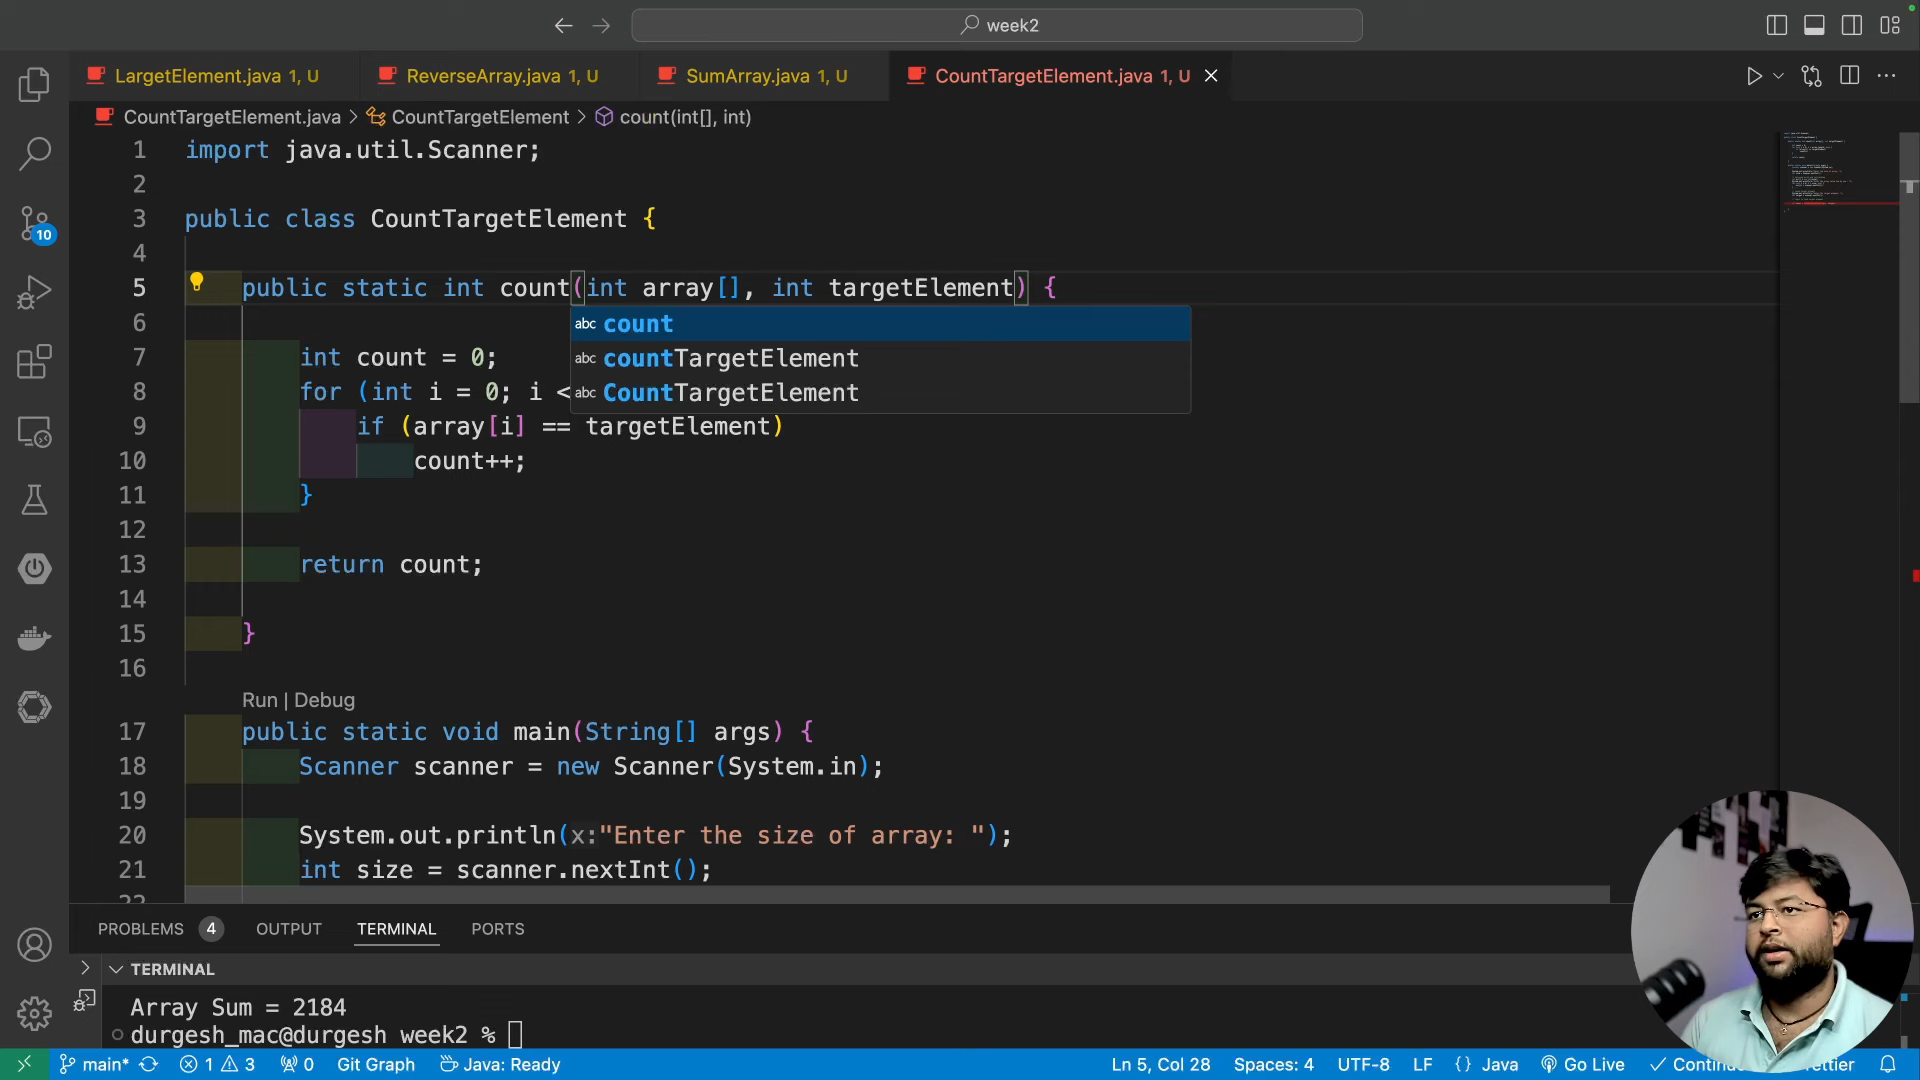 week2
LargetElement.java 1, U
ReverseArray.java 1, U
SumArray.java 1, U
CountTargetElement.java 1, U
CountTargetElement.java > CountTargetElement > count(int[], int)
1 import java.util.Scanner;
2
3 public class CountTargetElement {
4
5 public static int count(int array[], int targetElement) {
abc count
6
abc countTargetElement
7 int count = 0;
abc CountTargetElement
8 for (int i = 0; i <
9 if (array[i] == targetElement)
10 count++;
11 }
12
13 return count;
14
15 }
16
Run | Debug
17 public static void main(String[] args) {
18 Scanner scanner = new Scanner(System.in);
19
20 System.out.println(x:"Enter the size of array: ");
21 int size = scanner.nextInt();
10
PROBLEMS 4 OUTPUT TERMINAL PORTS
TERMINAL
Array Sum = 2184
durgesh_mac@durgesh week2 %
main* 1 3 0 Git Graph Java: Ready Ln 5, Col 28 Spaces: 4 UTF-8 LF {} Java Go Live